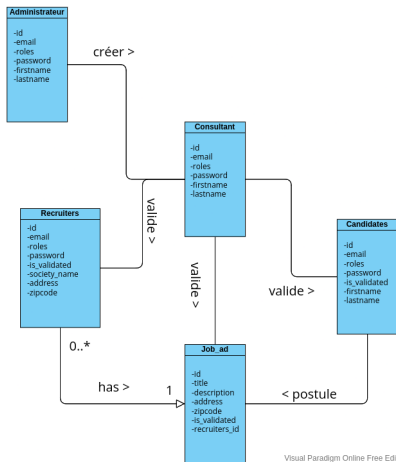 Administrateur
-id
-email
-roles
-password
-firstname
-lastname
créer >
Consultant
-id
-email
-roles
-password
-firstname
-lastname
Recruiters
-id
-email
-roles
-password
-is_validated
-society_name
-address
-zipcode
valide >
valide >
Candidates
-id
-email
-roles
-password
-is_validated
-firstname
-lastname
valide >
0..*
has >
1
Job_ad
-id
-title
-description
-address
-zipcode
-is_validated
-recruiters_id
< postule
Visual Paradigm Online Free Edi